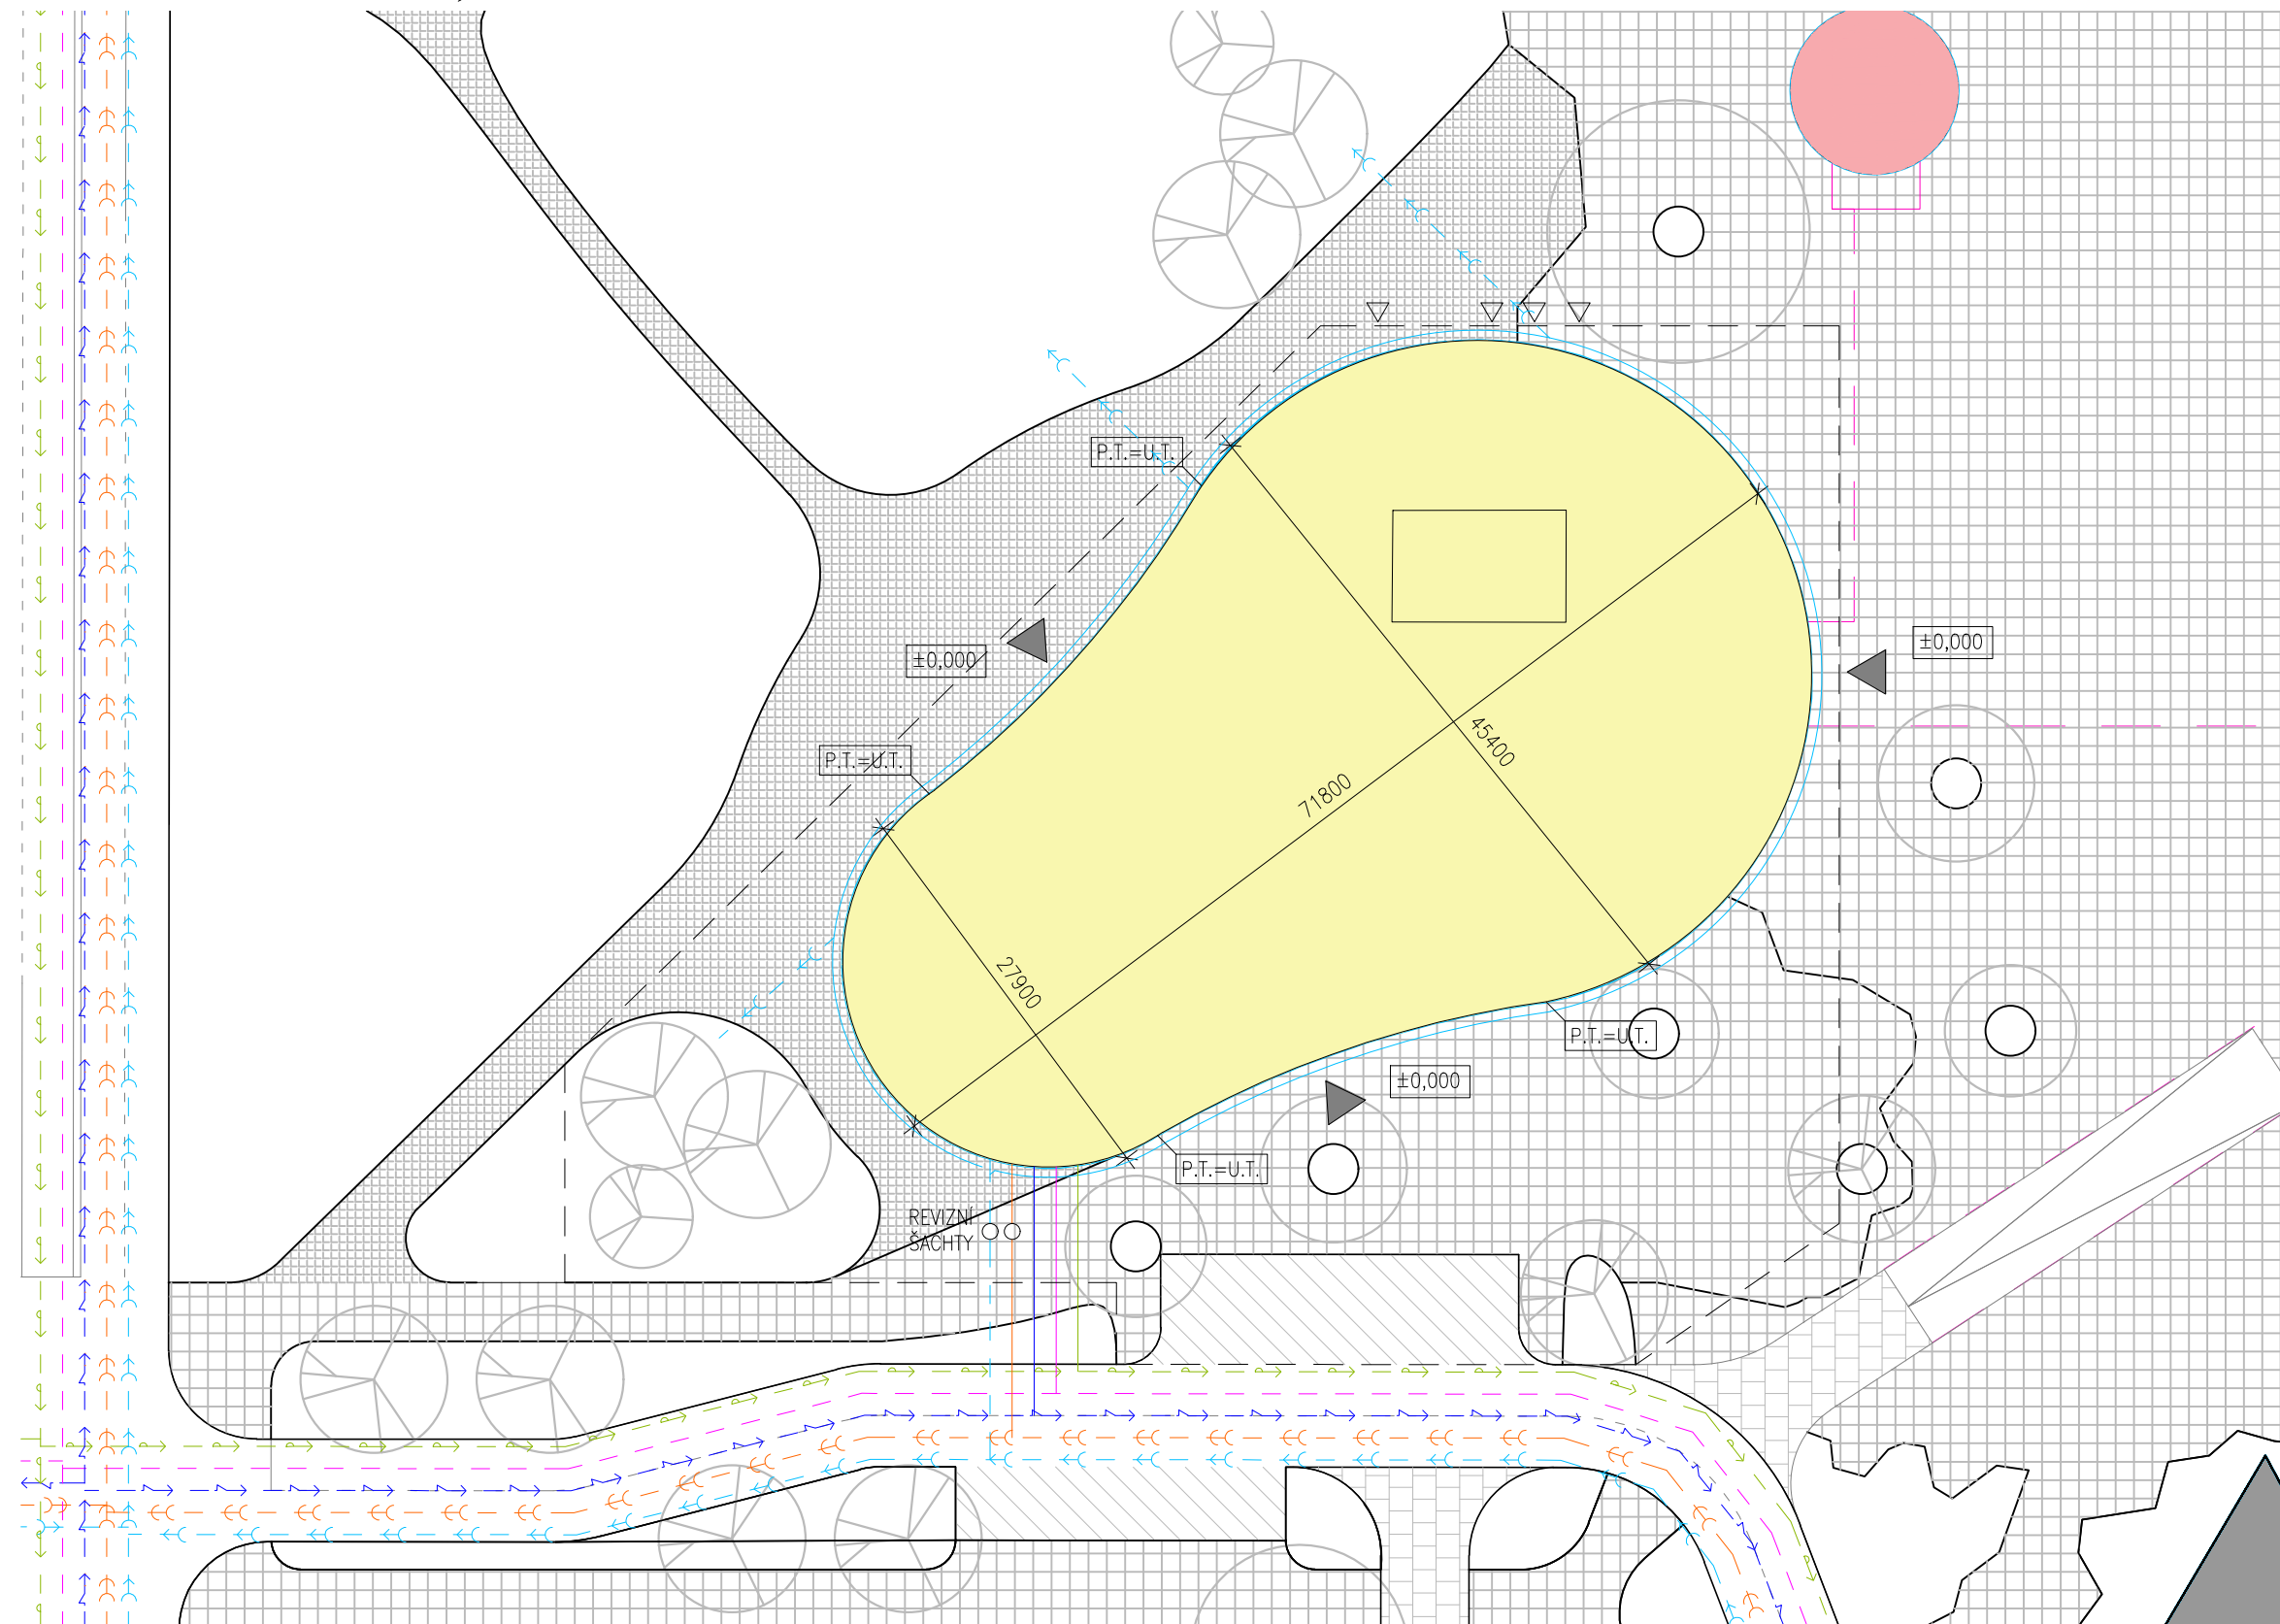 P.T.=U.T.
±0,000
±0,000
P.T.=U.T.
45400
71800
27900
P.T.=U.T.
±0,000
P.T.=U.T.
REVIZNÍ
ŠACHTY